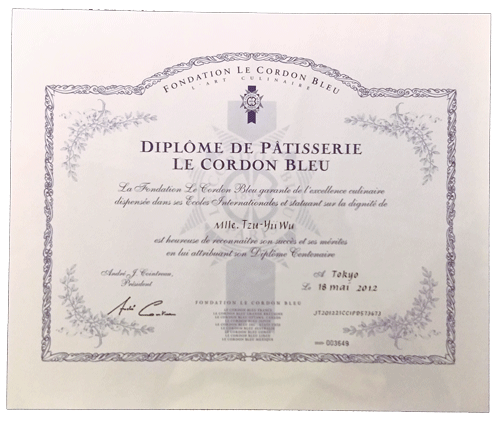 FONDATION LE CORDON BLEU
L'ART CULINAIRE
DIPLÔME DE PÂTISSERIE
LE CORDON BLEU
La Fondation Le Cordon Bleu garante de l'excellence culinaire
dispensée dans ses Ecoles Internationales et statuant sur la dignité de
Mlle. Tzu-Yu Wu
est heureuse de reconnaître son succès et ses mérites
en lui attribuant son Diplôme Centenaire
André J. Cointreau,
Président
A Tokyo
Le 18 mai 2012
FONDATION LE CORDON BLEU
003649